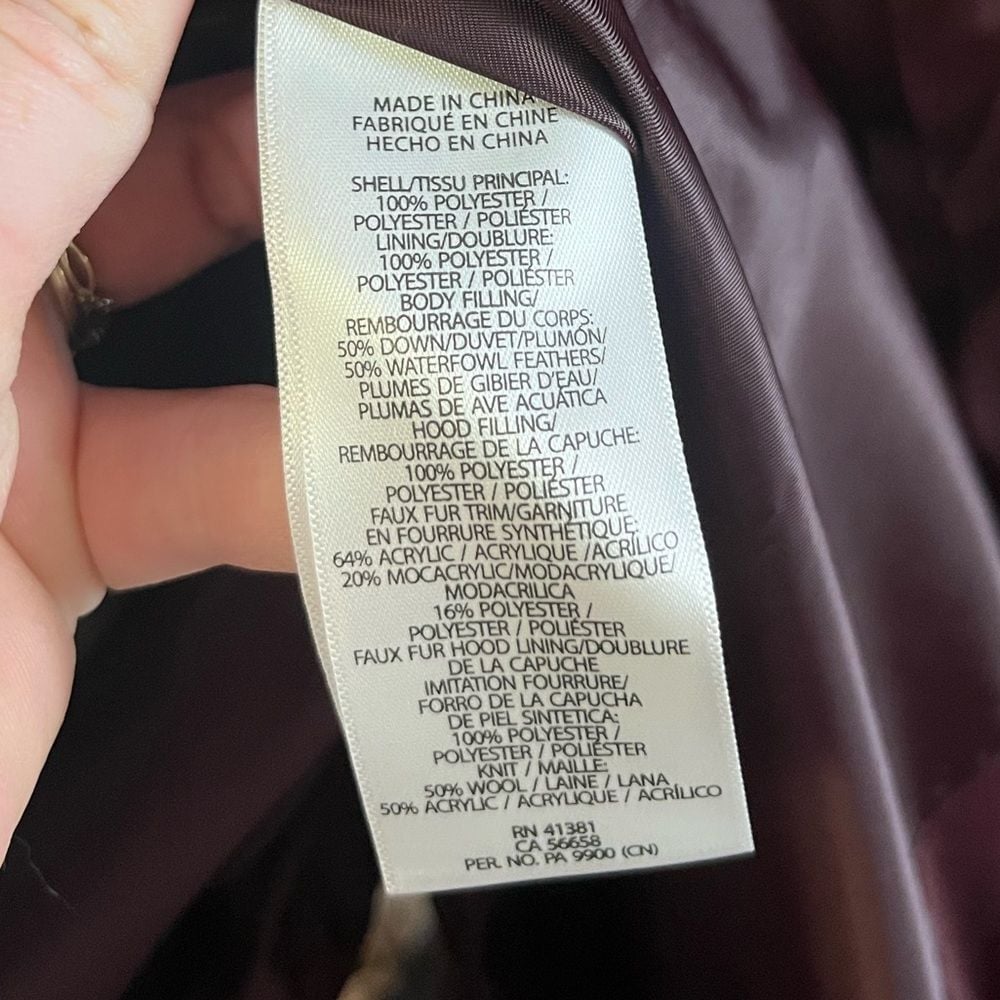 MADE IN CHINA
FABRIQUÉ EN CHINE
HECHO EN CHINA
SHELL/TISSU PRINCIPAL:
100% POLYESTER /
POLYESTER / POLIÉSTER
LINING/DOUBLURE:
100% POLYESTER /
POLYESTER / POLIÉSTER
BODY FILLING/
REMBOURRAGE DU CORPS:
50% DOWN/DUVET/PLUMÓN/
50% WATERFOWL FEATHERS/
PLUMES DE GIBIER D'EAU/
PLUMAS DE AVE ACUÁTICA
HOOD FILLING/
REMBOURRAGE DE LA CAPUCHE:
100% POLYESTER /
POLYESTER / POLIÉSTER
FAUX FUR TRIM/GARNITURE
EN FOURRURE SYNTHÉTIQUE:
64% ACRYLIC / ACRYLIQUE /ACRÍLICO
20% MOCACRYLIC/MODACRYLIQUE/
MODACRILICA
16% POLYESTER /
POLYESTER / POLIÉSTER
FAUX FUR HOOD LINING/DOUBLURE
DE LA CAPUCHE
IMITATION FOURRURE/
FORRO DE LA CAPUCHA
DE PIEL SINTETICA:
100% POLYESTER /
POLYESTER / POLIÉSTER
KNIT / MAILLE:
50% WOOL / LAINE / LANA
50% ACRYLIC / ACRYLIQUE / ACRÍLICO
RN 41381
CA 56658
PER. NO. PA 9900 (CN)